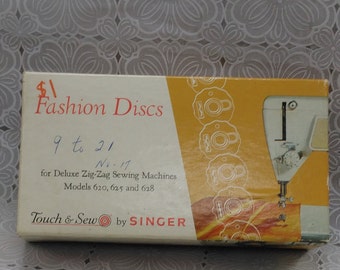 $1
Fashion Discs
9 to 21
No-17
for Deluxe Zig-Zag Sewing Machines
Models 620, 625 and 628
Touch & Sew by SINGER